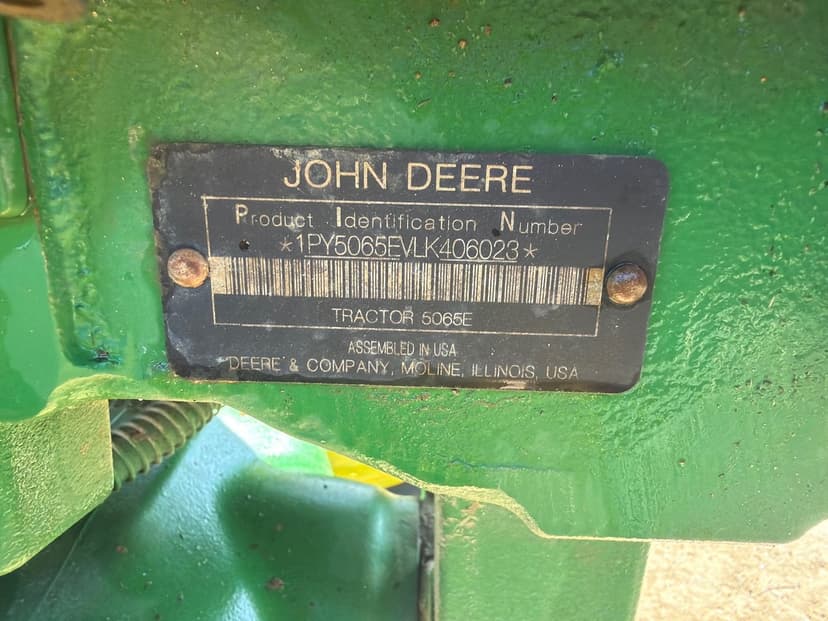 JOHN DEERE
Product Identification Number
*1PY5065EVLK406023*
TRACTOR 5065E
ASSEMBLED IN USA
DEERE & COMPANY, MOLINE, ILLINOIS, USA